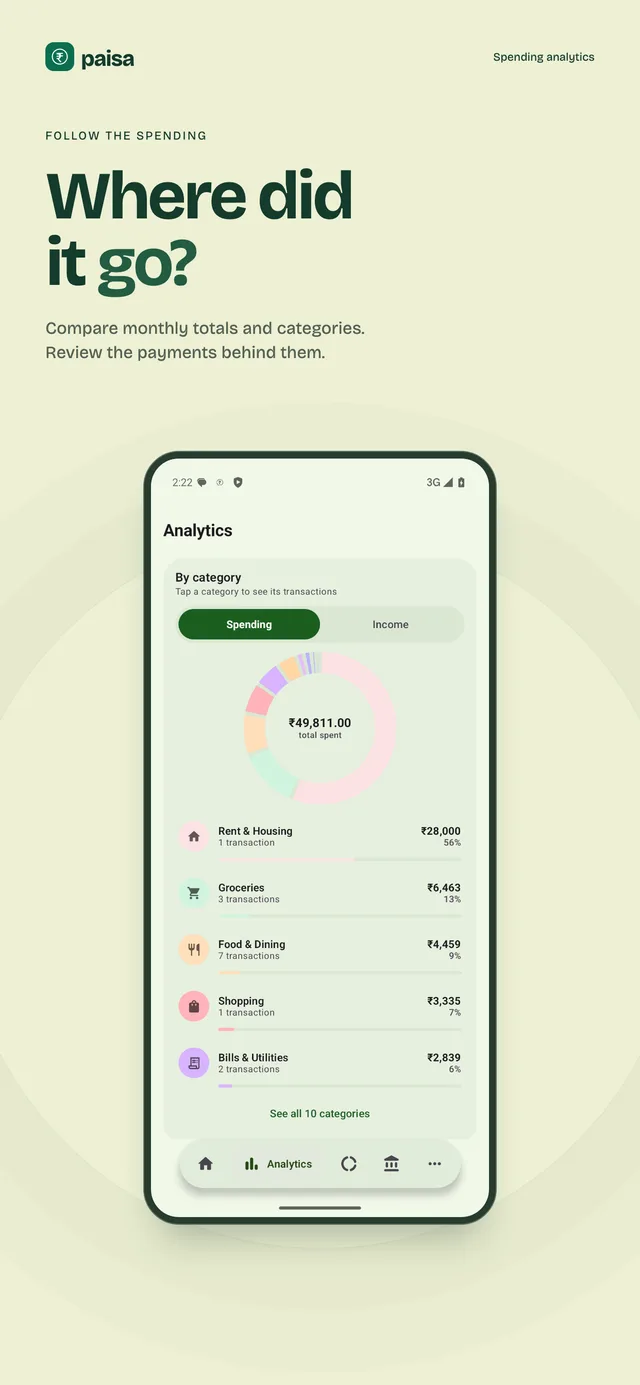 paisa
Spending analytics
FOLLOW THE SPENDING
Where did
it go?
Compare monthly totals and categories.
Review the payments behind them.
2:22
3G
Analytics
By category
Tap a category to see its transactions
Spending
Income
₹49,811.00
total spent
Rent & Housing
₹28,000
1 transaction
56%
Groceries
₹6,463
3 transactions
13%
Food & Dining
₹4,459
7 transactions
9%
Shopping
₹3,335
1 transaction
7%
Bills & Utilities
₹2,839
2 transactions
6%
See all 10 categories
Analytics